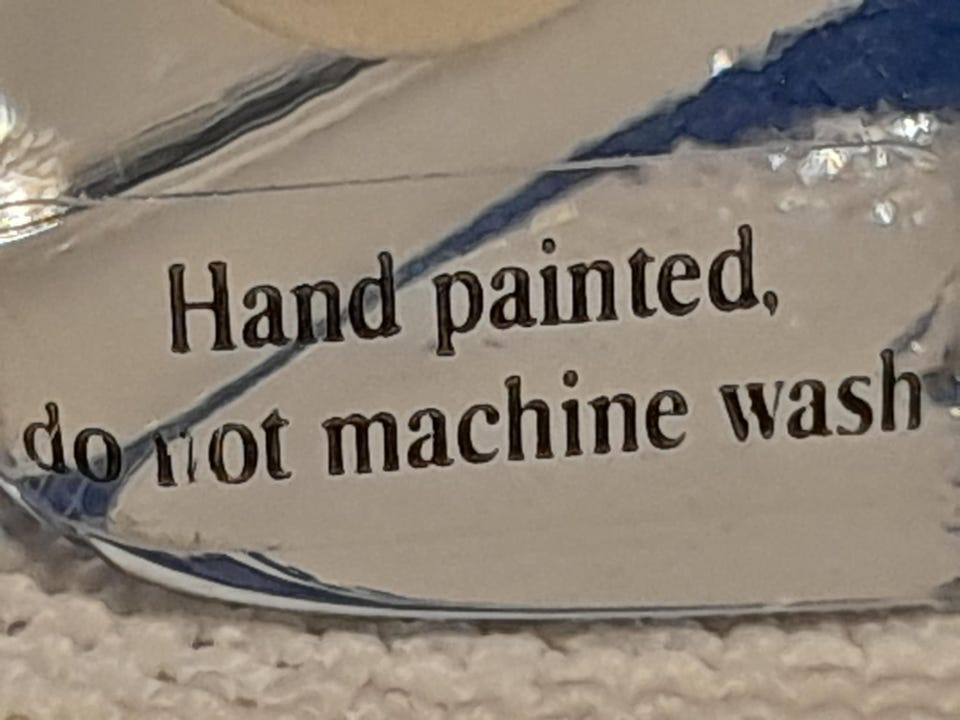 Hand painted,
do not machine wash